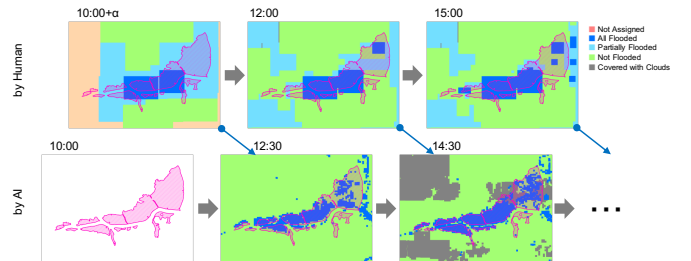 10:00+α
12:00
15:00
by Human
Not Assigned
All Flooded
Partially Flooded
Not Flooded
Covered with Clouds
10:00
12:30
14:30
by AI
...